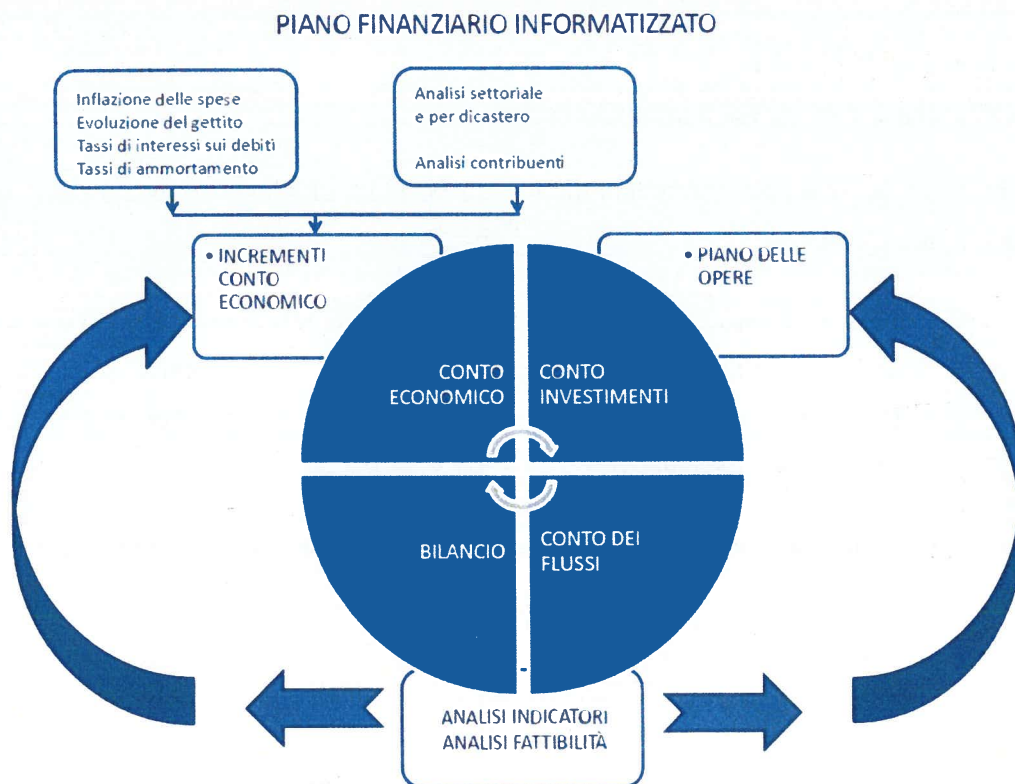 PIANO FINANZIARIO INFORMATIZZATO
Inflazione delle spese
Evoluzione del gettito
Tassi di interessi sui debiti
Tassi di ammortamento
Analisi settoriale
e per dicastero
Analisi contribuenti
• INCREMENTI
CONTO
ECONOMICO
• PIANO DELLE
OPERE
CONTO
ECONOMICO
CONTO
INVESTIMENTI
BILANCIO
CONTO DEI
FLUSSI
ANALISI INDICATORI
ANALISI FATTIBILITÀ